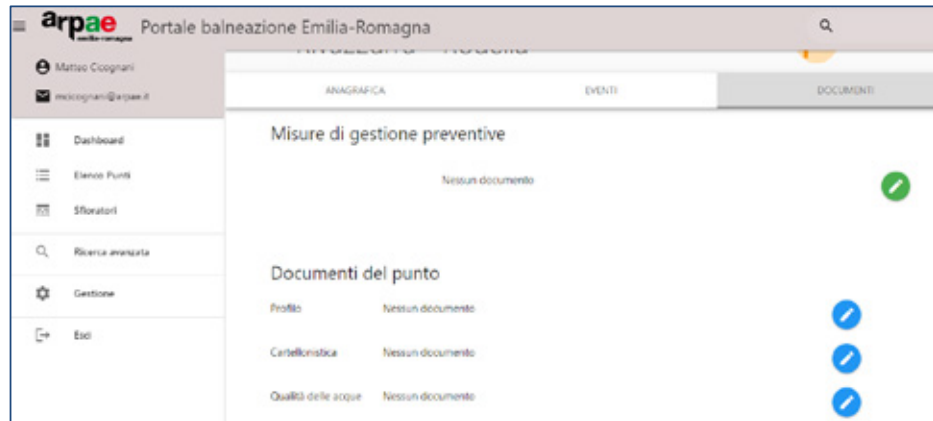 arpae
emilia-romagna
Portale balneazione Emilia-Romagna
Matteo Cicognani
mcicognani@arpae.it
Dashboard
Elenco Punti
Sfioratori
Ricerca avanzata
Gestione
Esci
ANAGRAFICA EVENTI DOCUMENTI
Misure di gestione preventive
Nessun documento
Documenti del punto
Profilo Nessun documento
Cartellonistica Nessun documento
Qualità delle acque Nessun documento